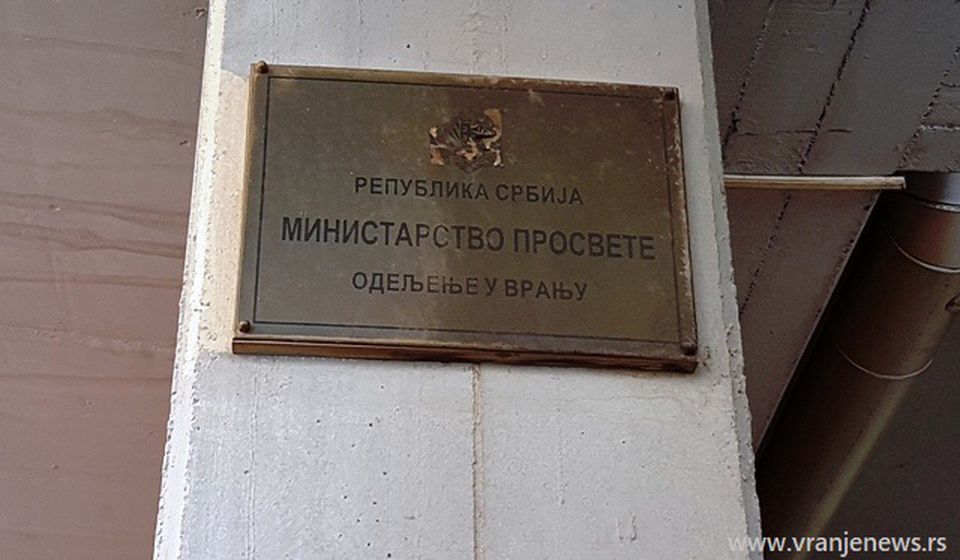 РЕПУБЛИКА СРБИЈА
МИНИСТАРСТВО ПРОСВЕТЕ
ОДЕЉЕЊЕ У ВРАЊУ
www.vranjenews.rs